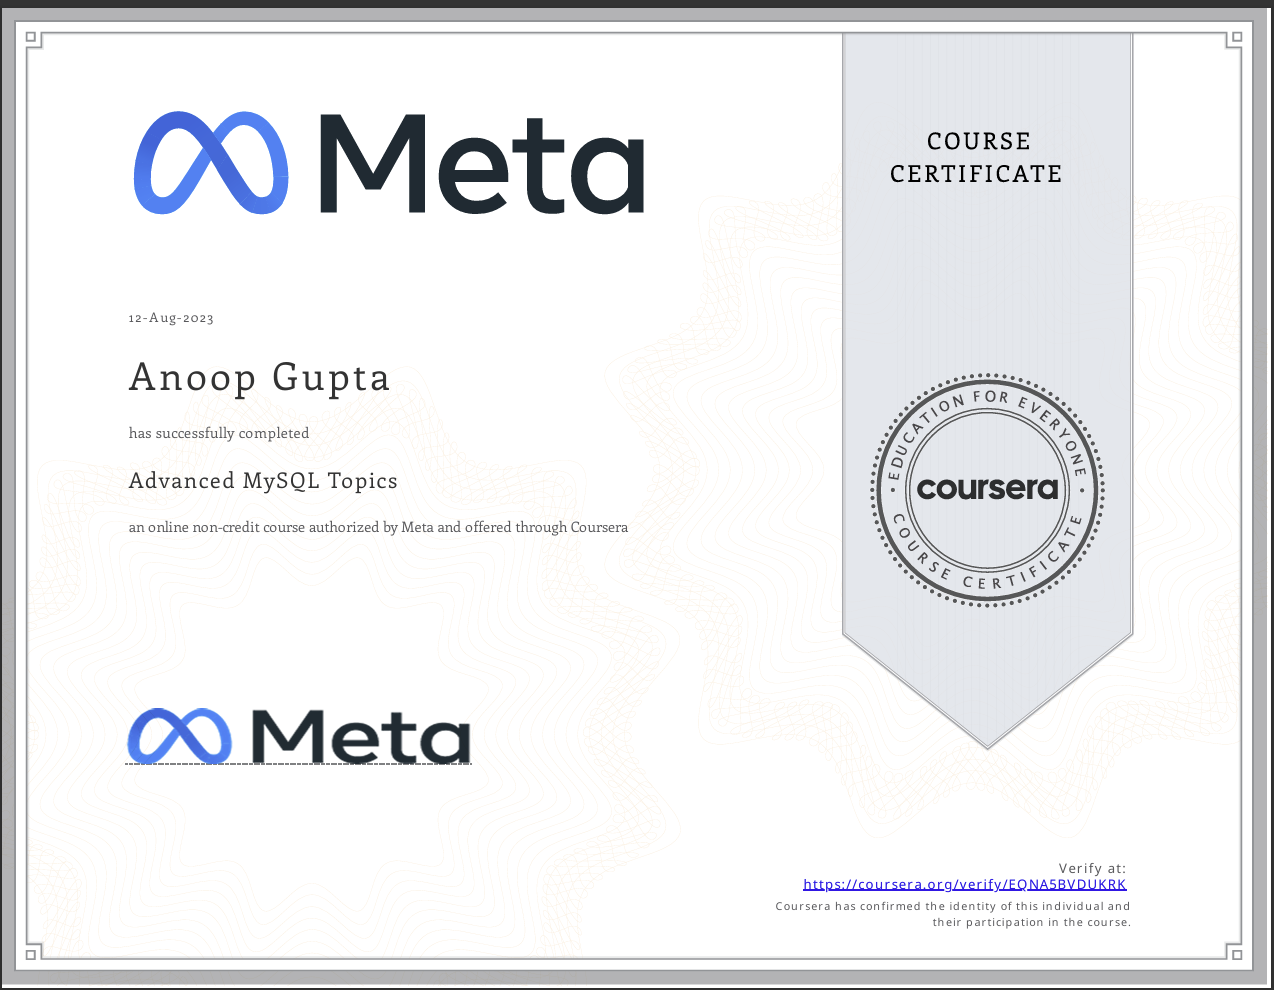 Meta
COURSE
CERTIFICATE
12-Aug-2023
Anoop Gupta
has successfully completed
Advanced MySQL Topics
an online non-credit course authorized by Meta and offered through Coursera
EDUCATION FOR EVERYONE
coursera
COURSE CERTIFICATE
Meta
Verify at:
https://coursera.org/verify/EQNA5BVDUKRK
Coursera has confirmed the identity of this individual and
their participation in the course.